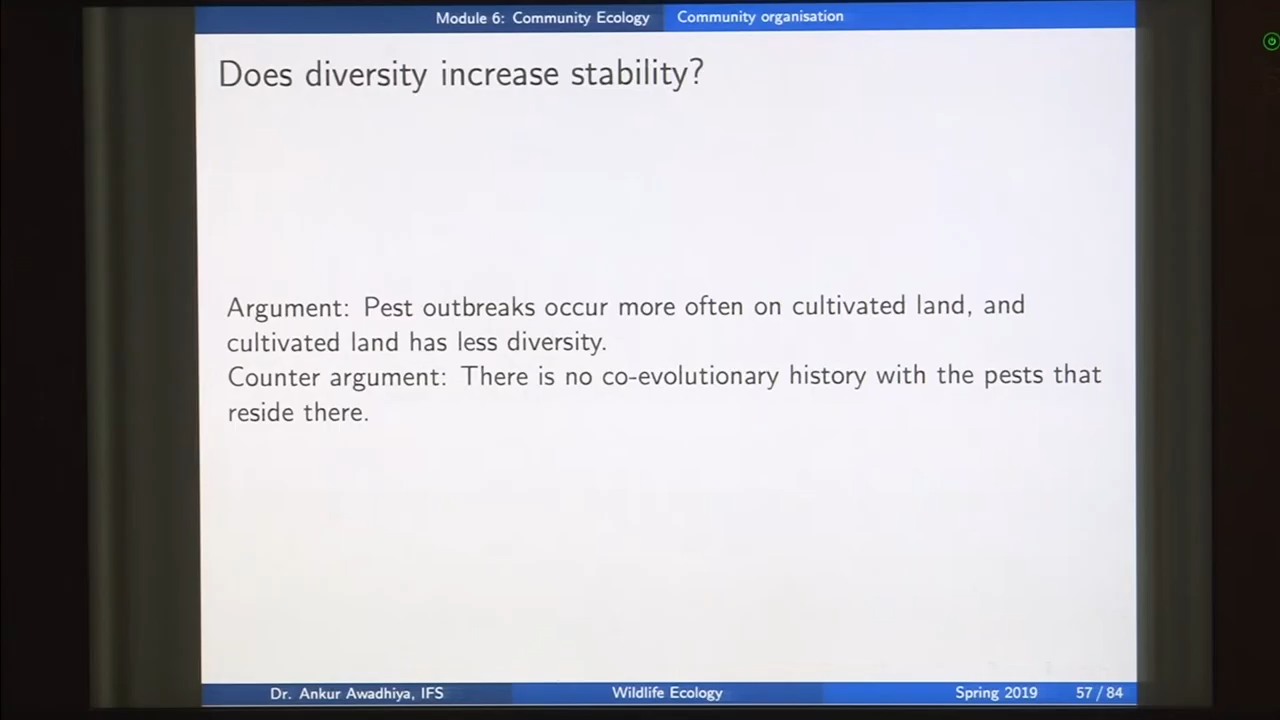 Module 6: Community Ecology Community organisation
Does diversity increase stability?
Argument: Pest outbreaks occur more often on cultivated land, and
cultivated land has less diversity.
Counter argument: There is no co-evolutionary history with the pests that
reside there.
Dr. Ankur Awadhiya, IFS Wildlife Ecology Spring 2019 57 / 84